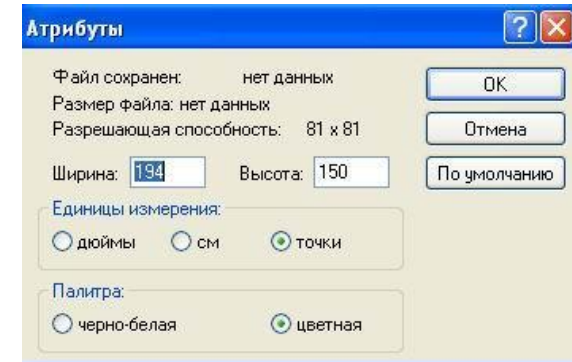 Атрибуты
Файл сохранен: нет данных
Размер файла: нет данных
Разрешающая способность: 81 x 81
OK
Отмена
Ширина: 194 Высота: 150
По умолчанию
Единицы измерения:
дюймы см точки
Палитра:
черно-белая цветная